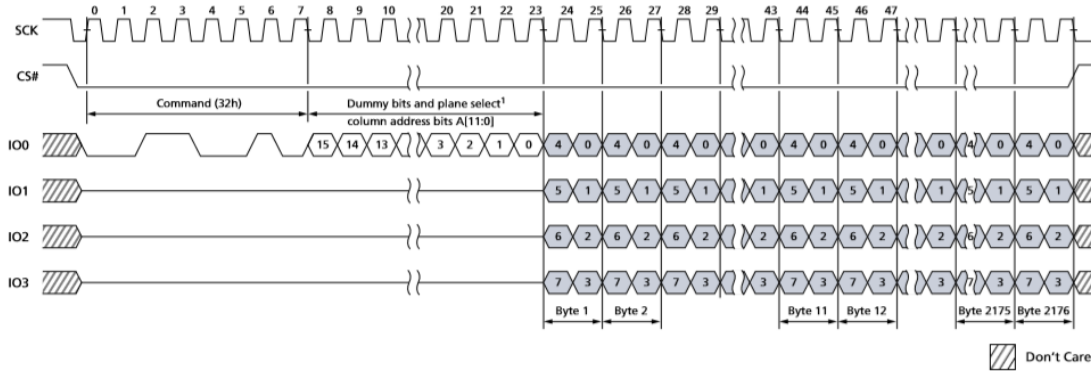 0 1 2 3 4 5 6 7 8 9 10 20 21 22 23 24 25 26 27 28 29 43 44 45 46 47
SCK
CS#
Command (32h) Dummy bits and plane select1
column address bits A[11:0]
IO0 15 14 13 3 2 1 0 4 0 4 0 4 0 0 4 0 4 0 0 4 0 4 0
IO1 5 1 5 1 5 1 1 5 1 5 1 1 5 1 5 1
IO2 6 2 6 2 6 2 2 6 2 6 2 2 6 2 6 2
IO3 7 3 7 3 7 3 3 7 3 7 3 3 7 3 7 3
Byte 1 Byte 2 Byte 11 Byte 12 Byte 2175 Byte 2176
Don't Care